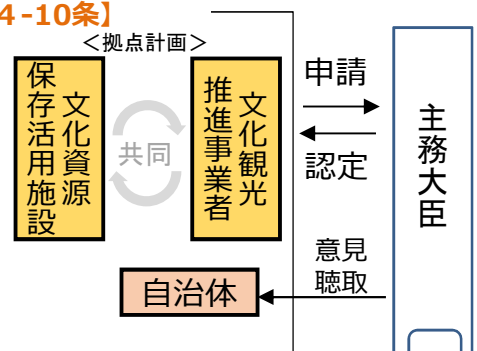 ４-10条】
＜拠点計画＞
文化資源
保存活用施設
共同
文化観光
推進事業者
申請
認定
主務大臣
意見
聴取
自治体